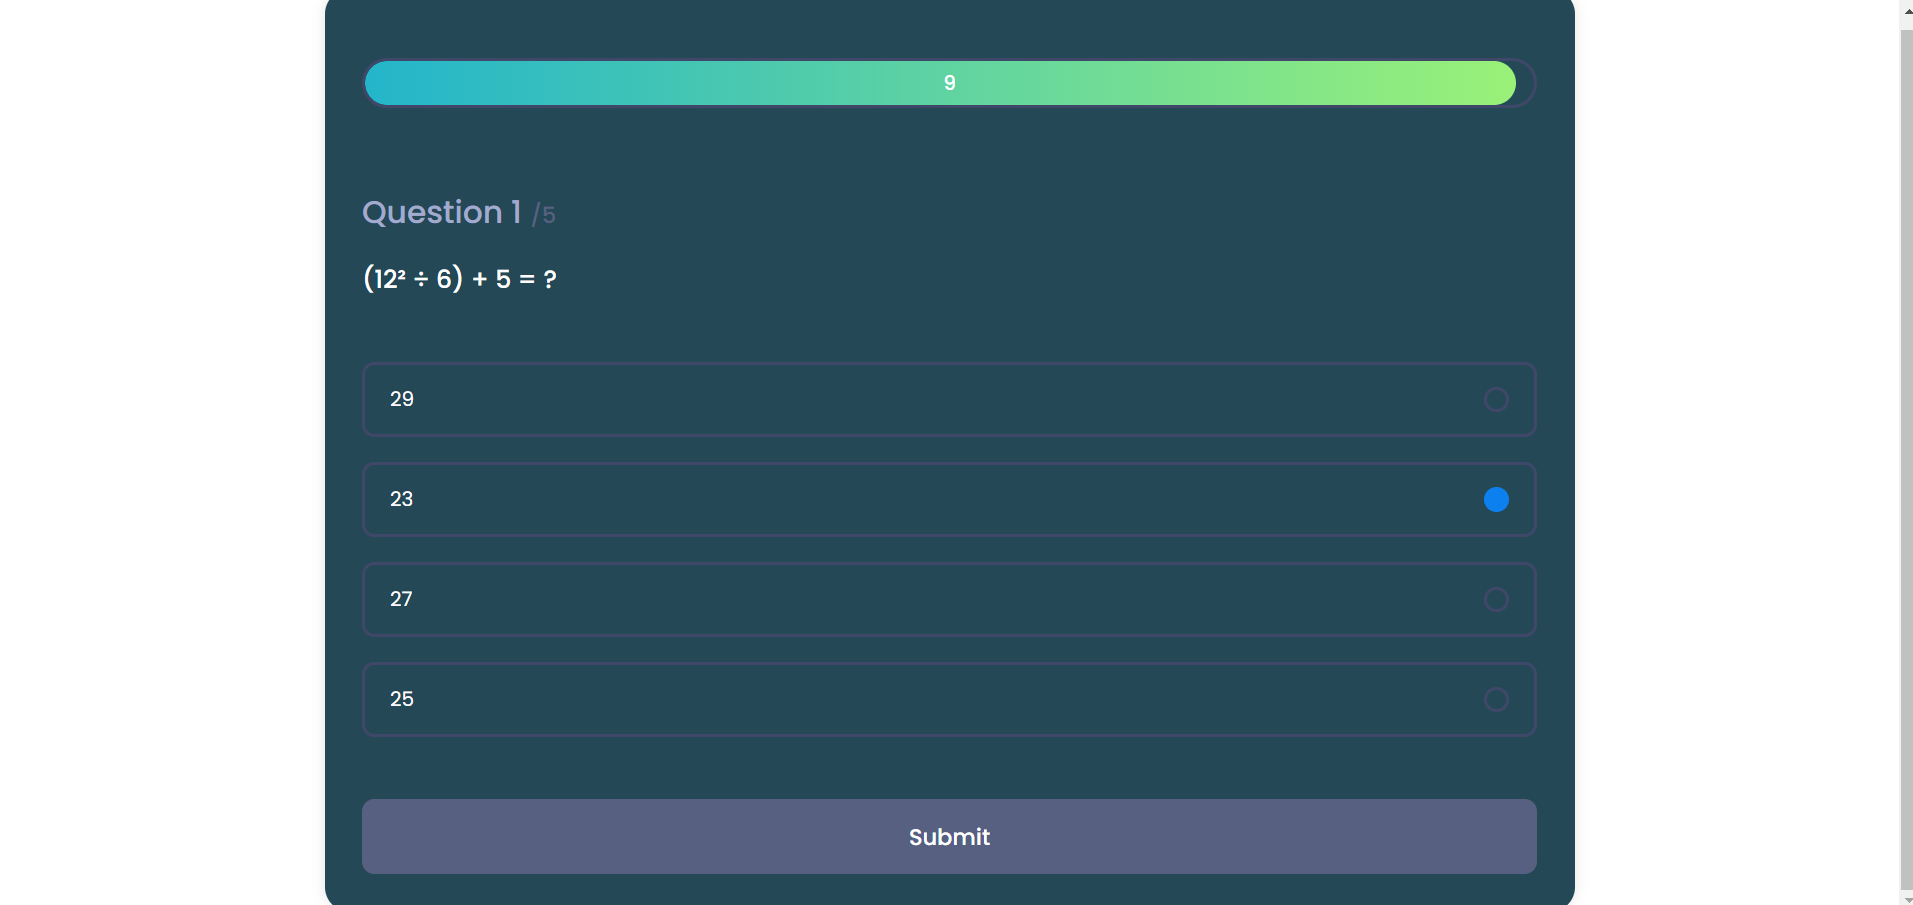 9
Question 1 /5
(12² ÷ 6) + 5 = ?
29
23
27
25
Submit